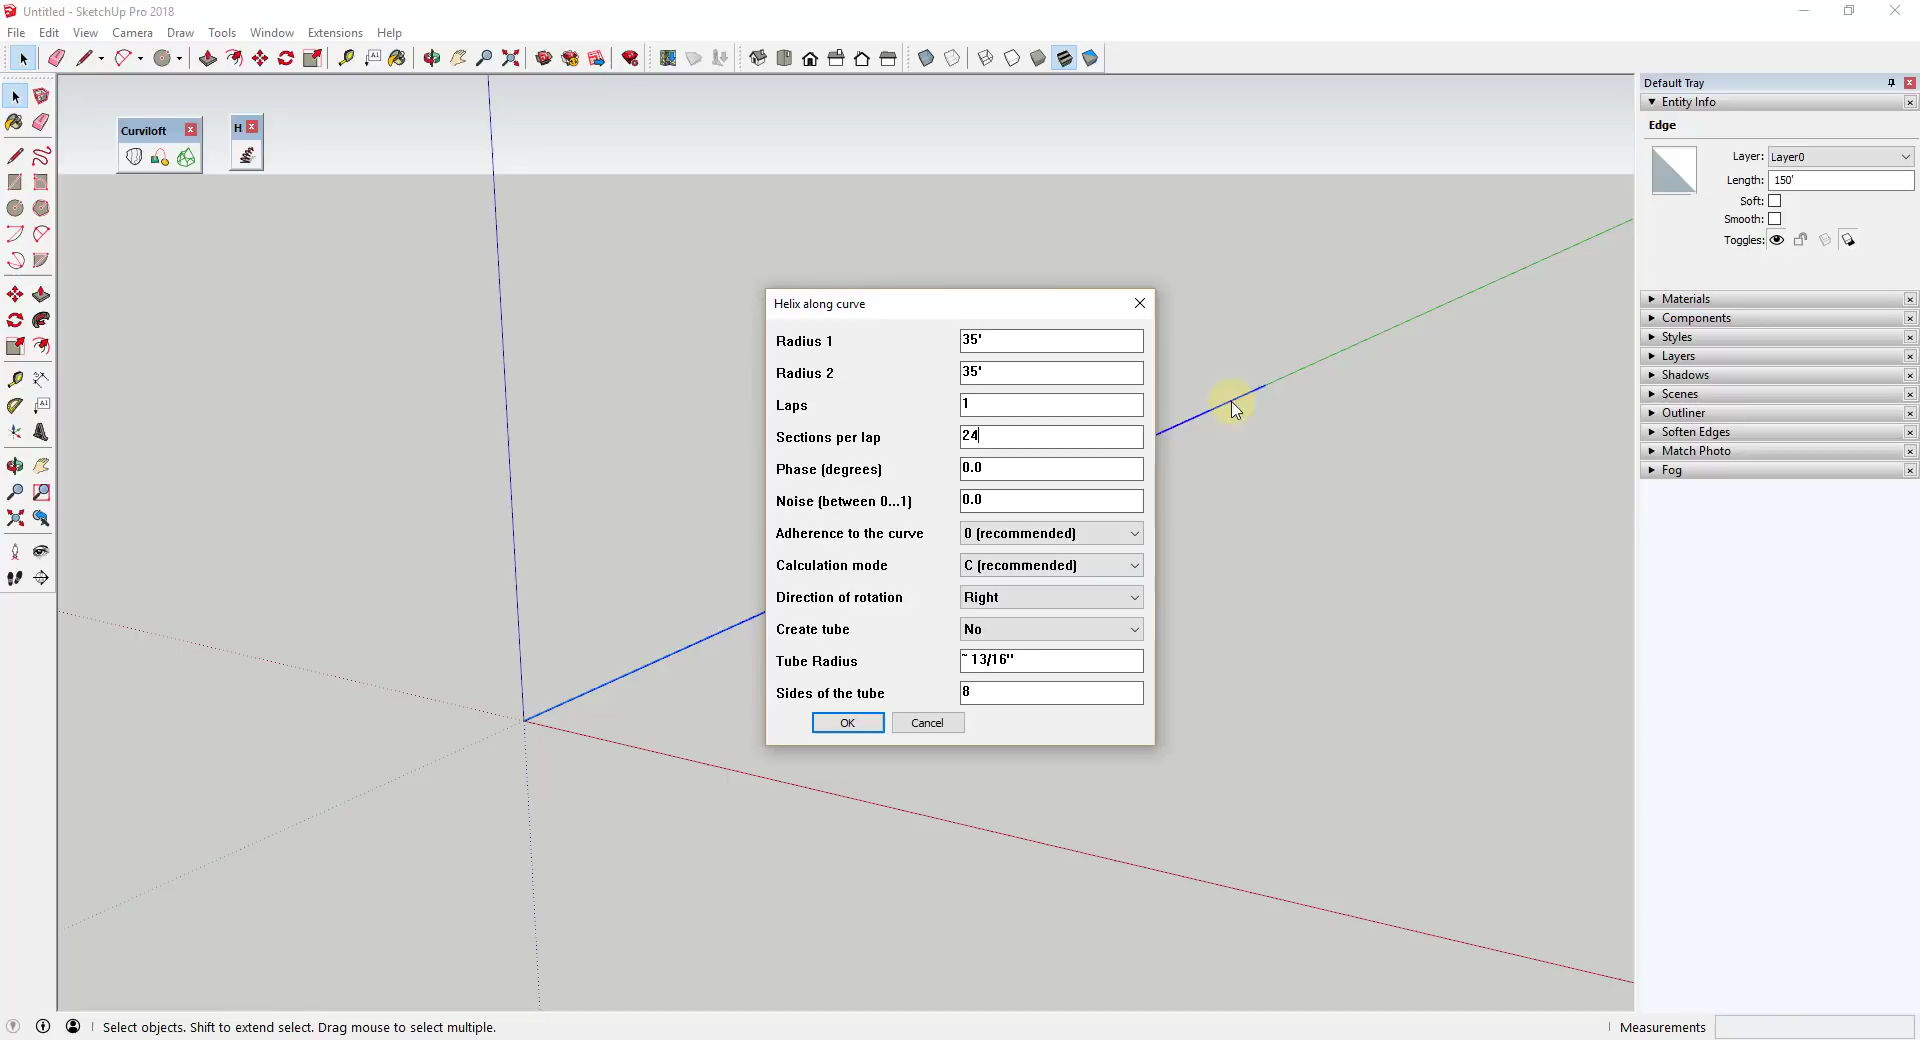 Untitled - SketchUp Pro 2018
File Edit View Camera Draw Tools Window Extensions Help
Default Tray
Entity Info
Edge
Layer: Layer0
Length: 150'
Soft:
Smooth:
Toggles:
Materials
Components
Styles
Layers
Shadows
Scenes
Outliner
Soften Edges
Match Photo
Fog
Curviloft
H
Helix along curve
Radius 1 35'
Radius 2 35'
Laps 1
Sections per lap 24
Phase (degrees) 0.0
Noise (between 0...1) 0.0
Adherence to the curve 0 (recommended)
Calculation mode C (recommended)
Direction of rotation Right
Create tube No
Tube Radius ~ 13/16"
Sides of the tube 8
OK Cancel
Select objects. Shift to extend select. Drag mouse to select multiple.
Measurements